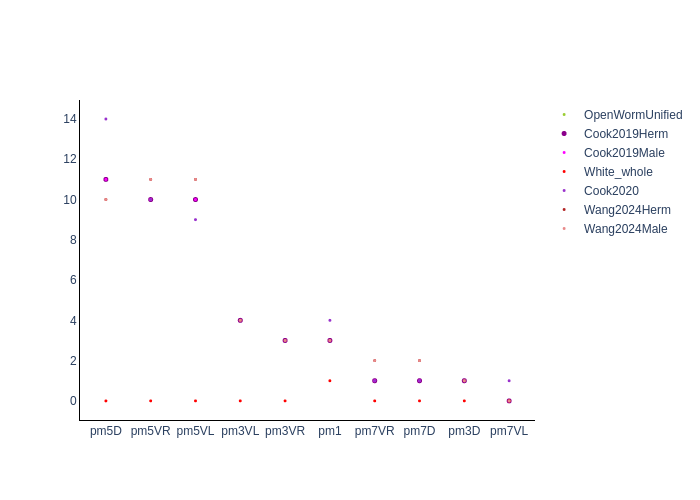 14
12
10
8
6
4
2
0
pm5D pm5VR pm5VL pm3VL pm3VR pm1 pm7VR pm7D pm3D pm7VL
OpenWormUnified
Cook2019Herm
Cook2019Male
White_whole
Cook2020
Wang2024Herm
Wang2024Male